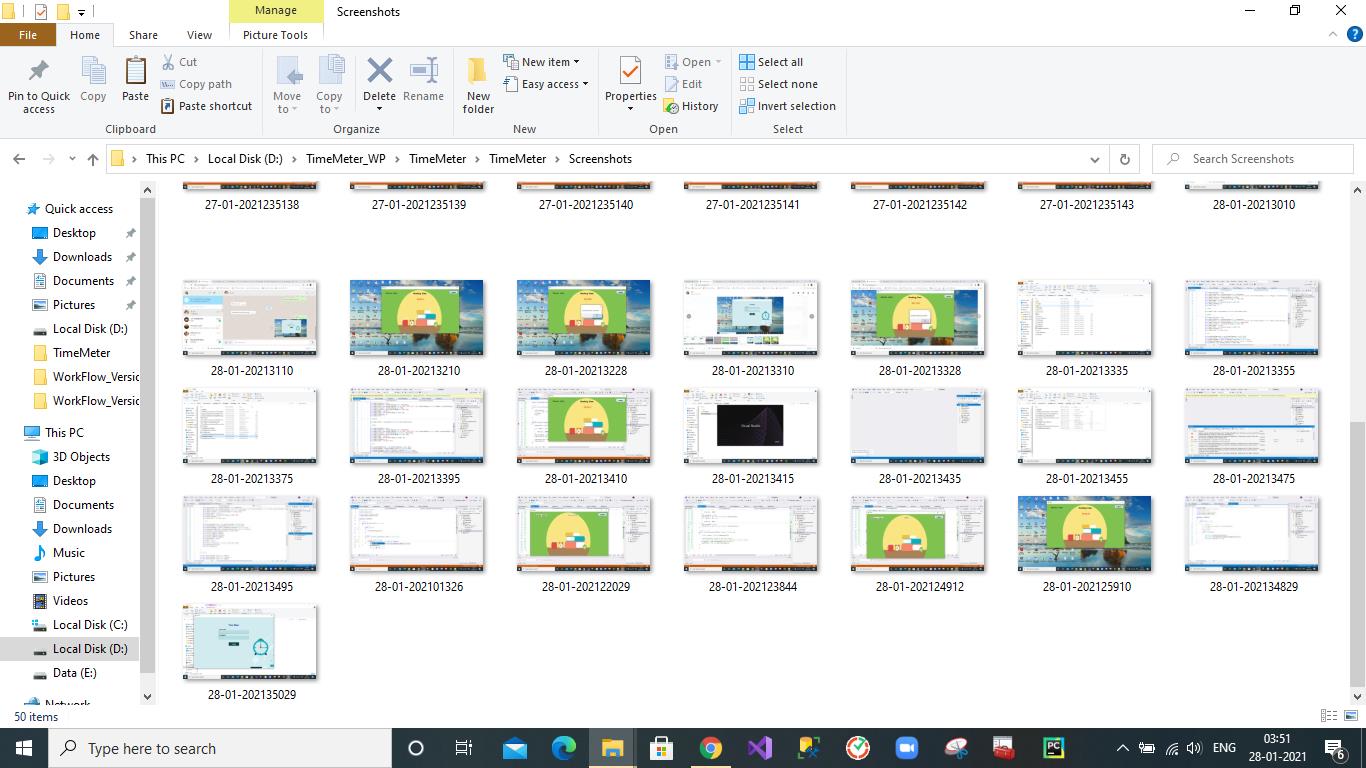 Manage
Screenshots
File
Home
Share
View
Picture Tools
Pin to Quick access
Copy
Paste
Cut
Copy path
Paste shortcut
Clipboard
Move to
Copy to
Delete
Rename
Organize
New folder
New item
Easy access
New
Properties
Open
Edit
History
Open
Select all
Select none
Invert selection
Select
This PC > Local Disk (D:) > TimeMeter_WP > TimeMeter > TimeMeter > Screenshots
Search Screenshots
Quick access
Desktop
Downloads
Documents
Pictures
Local Disk (D:)
TimeMeter
WorkFlow_Versic
WorkFlow_Versic
This PC
3D Objects
Desktop
Documents
Downloads
Music
Pictures
Videos
Local Disk (C:)
Local Disk (D:)
Data (E:)
Network
27-01-2021235138
27-01-2021235139
27-01-2021235140
27-01-2021235141
27-01-2021235142
27-01-2021235143
28-01-20213010
28-01-20213110
28-01-20213210
28-01-20213228
28-01-20213310
28-01-20213328
28-01-20213335
28-01-20213355
28-01-20213375
28-01-20213395
28-01-20213410
28-01-20213415
28-01-20213435
28-01-20213455
28-01-20213475
28-01-20213495
28-01-202101326
28-01-202122029
28-01-202123844
28-01-202124912
28-01-202125910
28-01-202134829
28-01-202135029
50 items
Type here to search
PC
ENG
03:51
28-01-2021
6